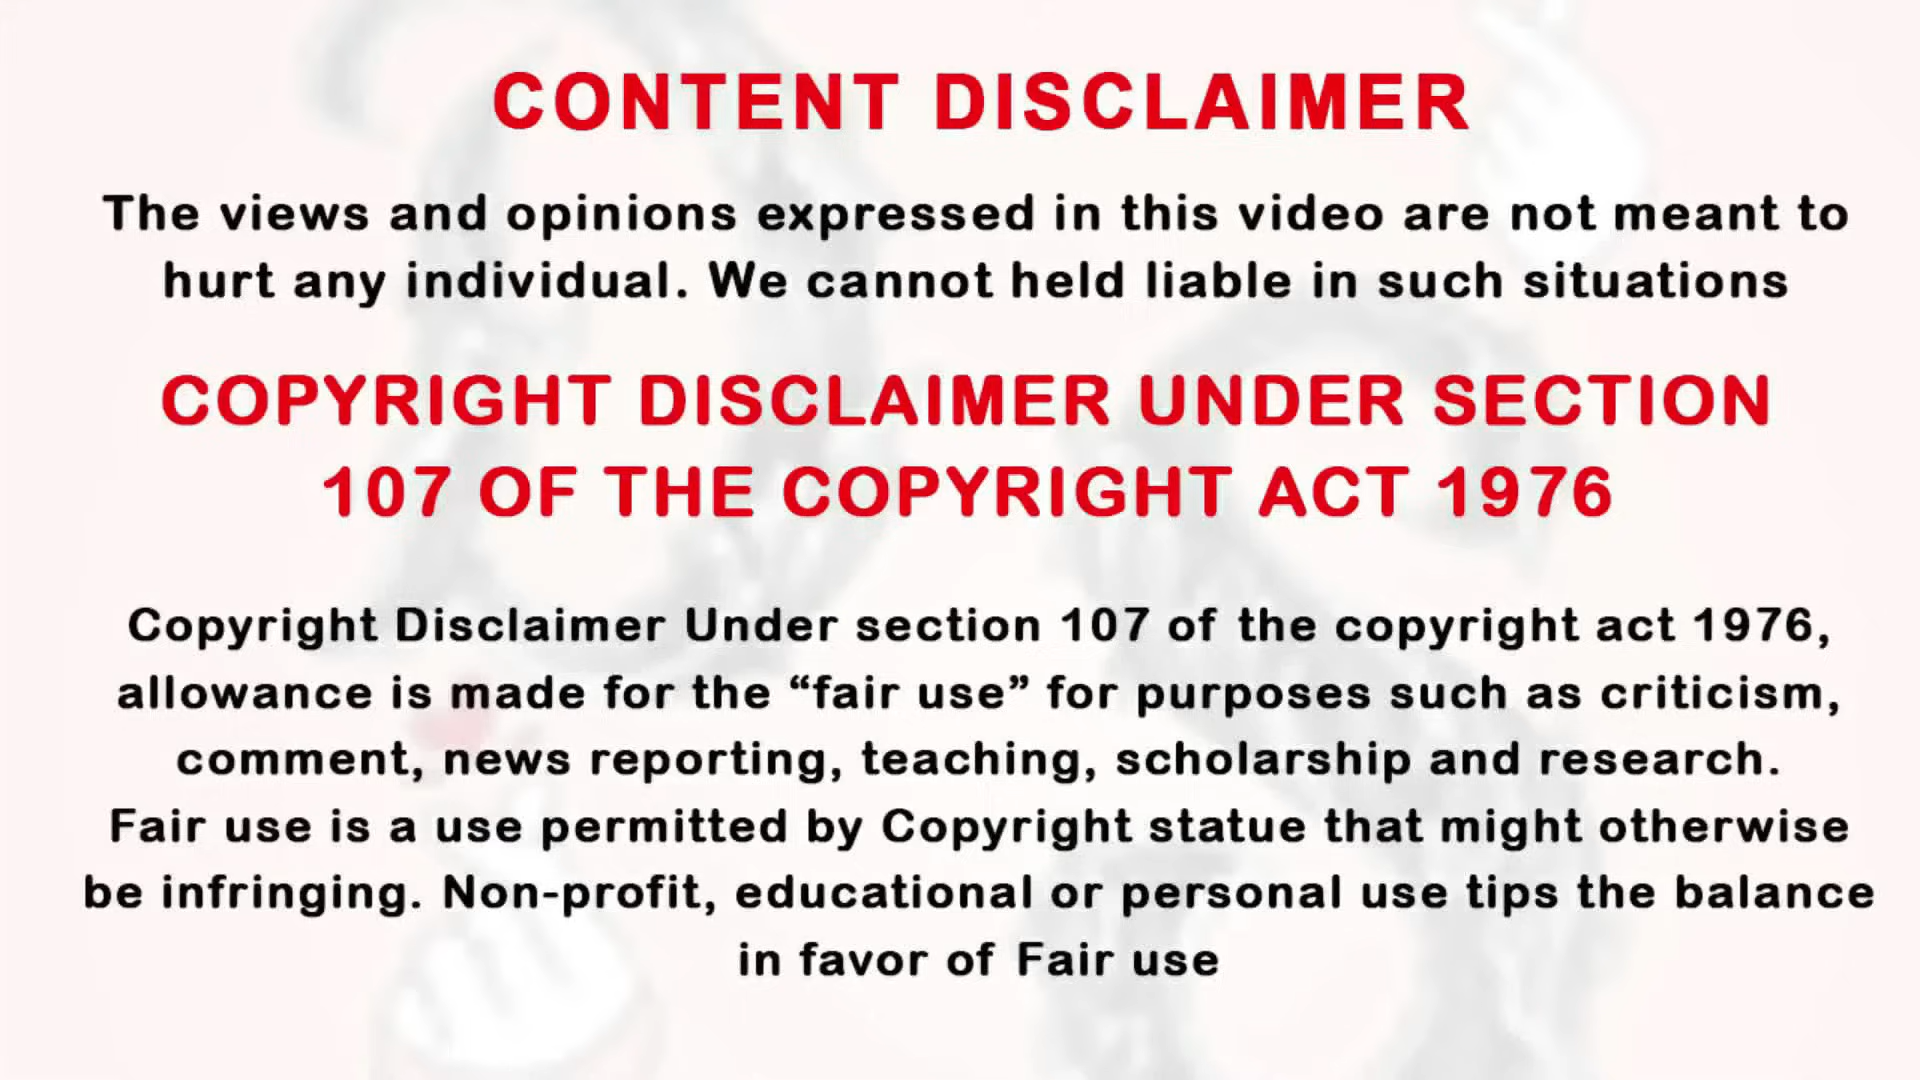 CONTENT DISCLAIMER
The views and opinions expressed in this video are not meant to
hurt any individual. We cannot held liable in such situations
COPYRIGHT DISCLAIMER UNDER SECTION
107 OF THE COPYRIGHT ACT 1976
Copyright Disclaimer Under section 107 of the copyright act 1976,
allowance is made for the “fair use” for purposes such as criticism,
comment, news reporting, teaching, scholarship and research.
Fair use is a use permitted by Copyright statue that might otherwise
be infringing. Non-profit, educational or personal use tips the balance
in favor of Fair use